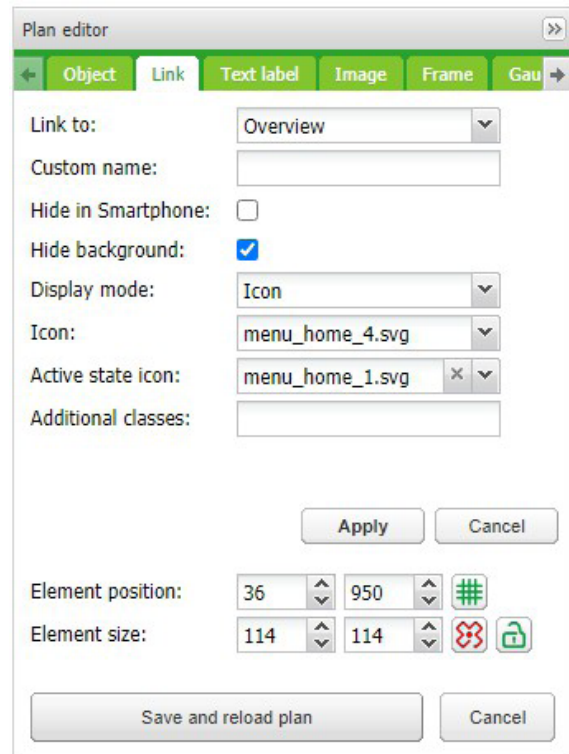 Plan editor
Object Link Text label Image Frame Gau
Link to: Overview
Custom name:
Hide in Smartphone:
Hide background:
Display mode: Icon
Icon: menu_home_4.svg
Active state icon: menu_home_1.svg
Additional classes:
Apply Cancel
Element position: 36 950
Element size: 114 114
Save and reload plan Cancel